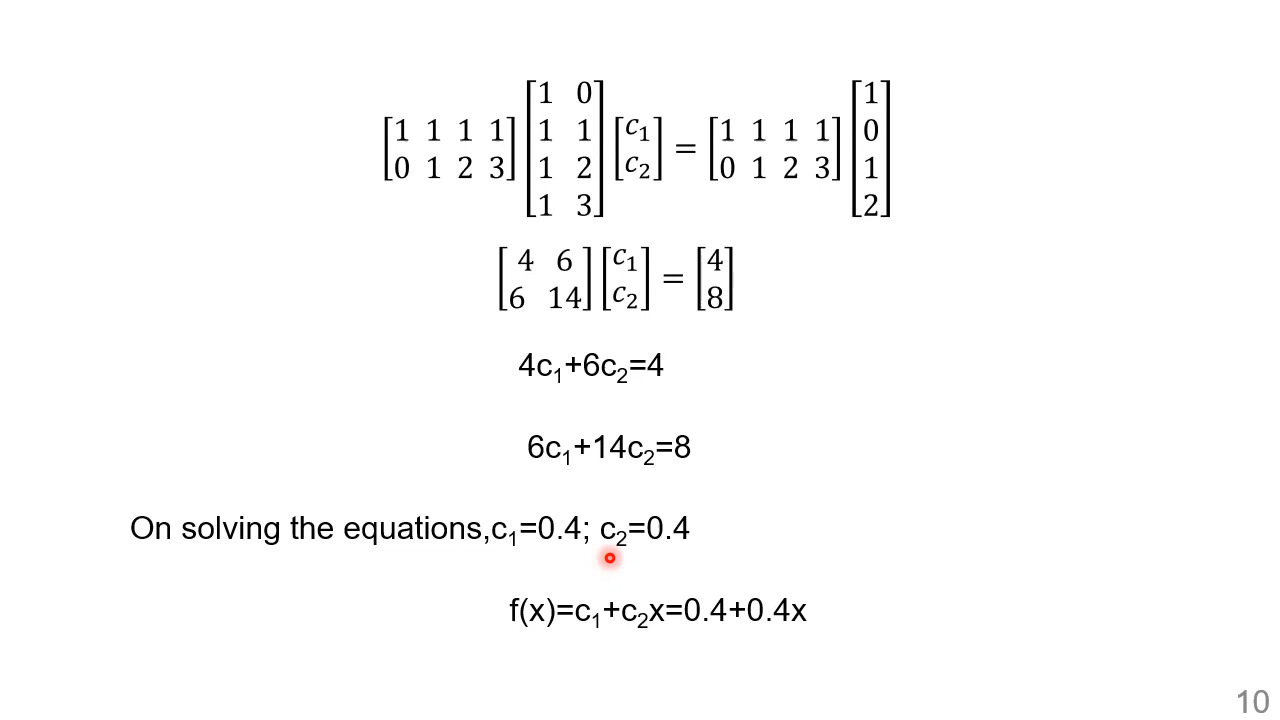 [1 1 1 1; 0 1 2 3] [1 0; 1 1; 1 2; 1 3] [c₁; c₂] = [1 1 1 1; 0 1 2 3] [1; 0; 1; 2]
[4 6; 6 14] [c₁; c₂] = [4; 8]
4c₁+6c₂=4
6c₁+14c₂=8
On solving the equations,c₁=0.4; c₂=0.4
f(x)=c₁+c₂x=0.4+0.4x
10